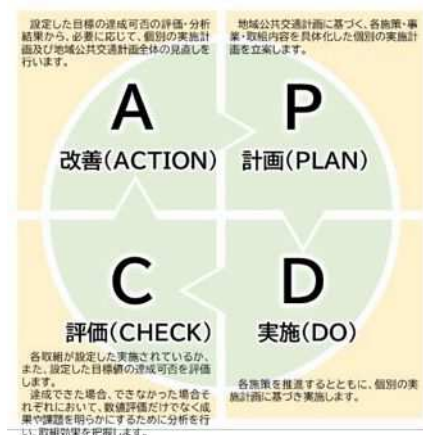 設定した目標の達成可否の評価・分析
結果から、必要に応じて、個別の実施計
画及び地域公共交通計画全体の見直しを
行います。
地域公共交通計画に基づく、各施策・事
業・取組内容を具体化した個別の実施計
画を立案します。
A
改善(ACTION)
P
計画(PLAN)
C
評価(CHECK)
D
実施(DO)
各取組が設定した実施されているか、
また、設定した目標値の達成可否を評価
します。
達成できた場合、できなかった場合そ
れぞれにおいて、数値評価だけでなく成
果や課題を明らかにするために分析を行
い、取組効果を把握します。
各施策を推進するとともに、個別の実
施計画に基づき実施します。